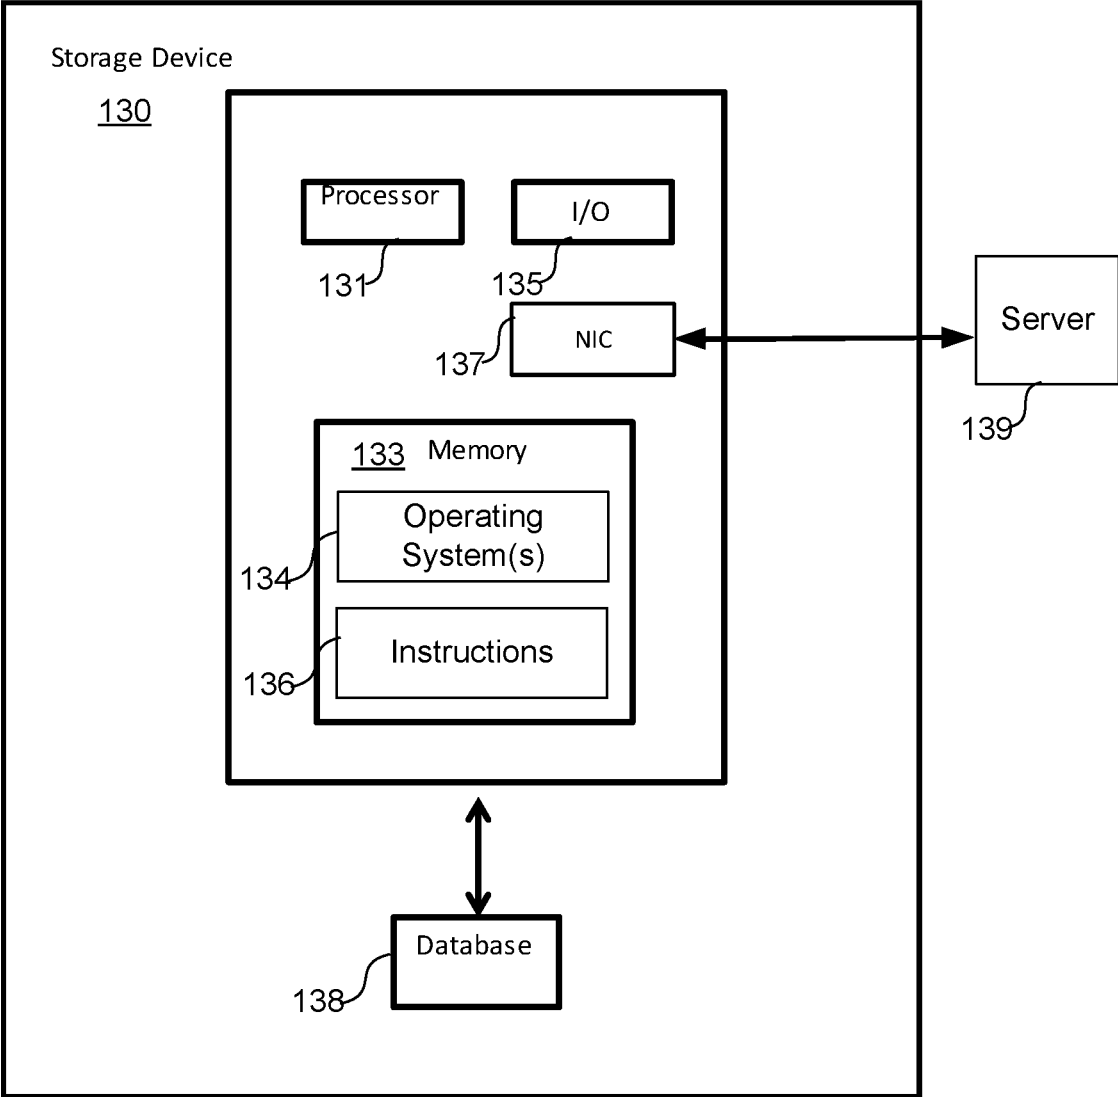 Storage Device
130
Processor
I/O
131
135
NIC
137
Server
139
133 Memory
Operating
System(s)
134
Instructions
136
Database
138